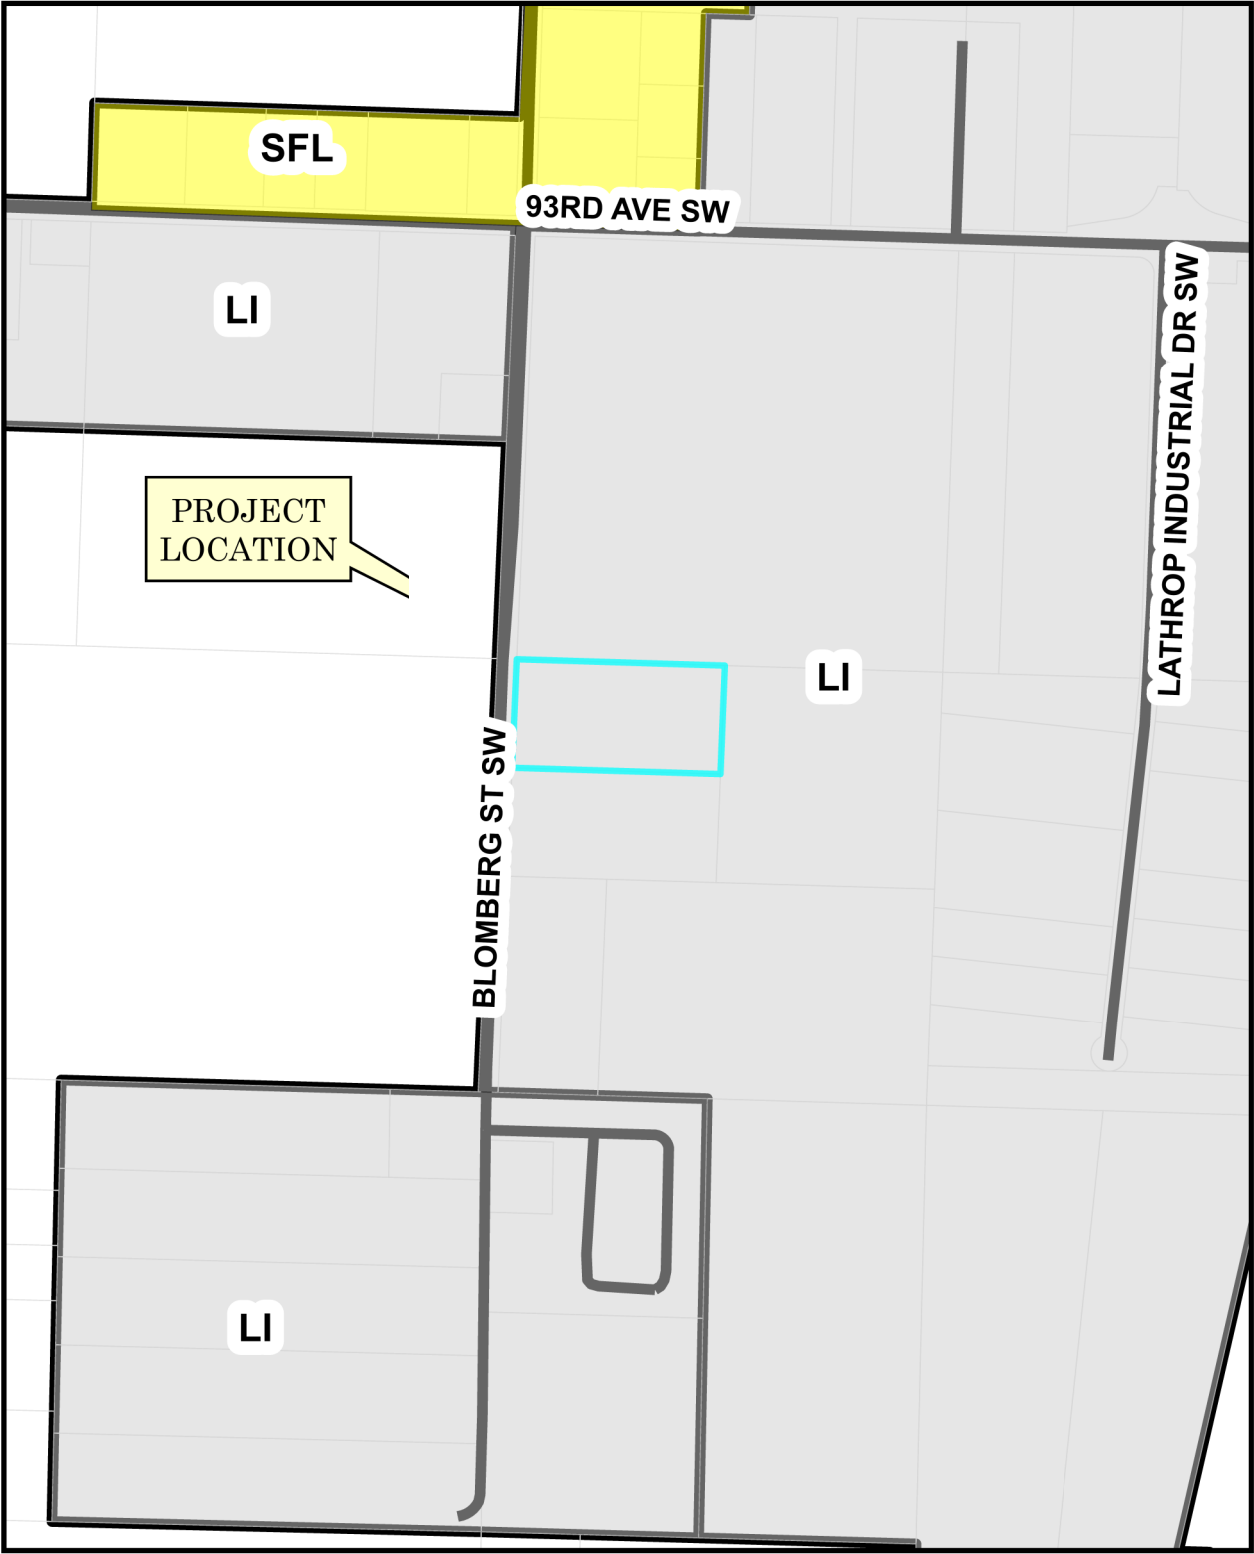 SFL
93RD AVE SW
LI
LATHROP INDUSTRIAL DR SW
PROJECT
LOCATION
LI
BLOMBERG ST SW
LI